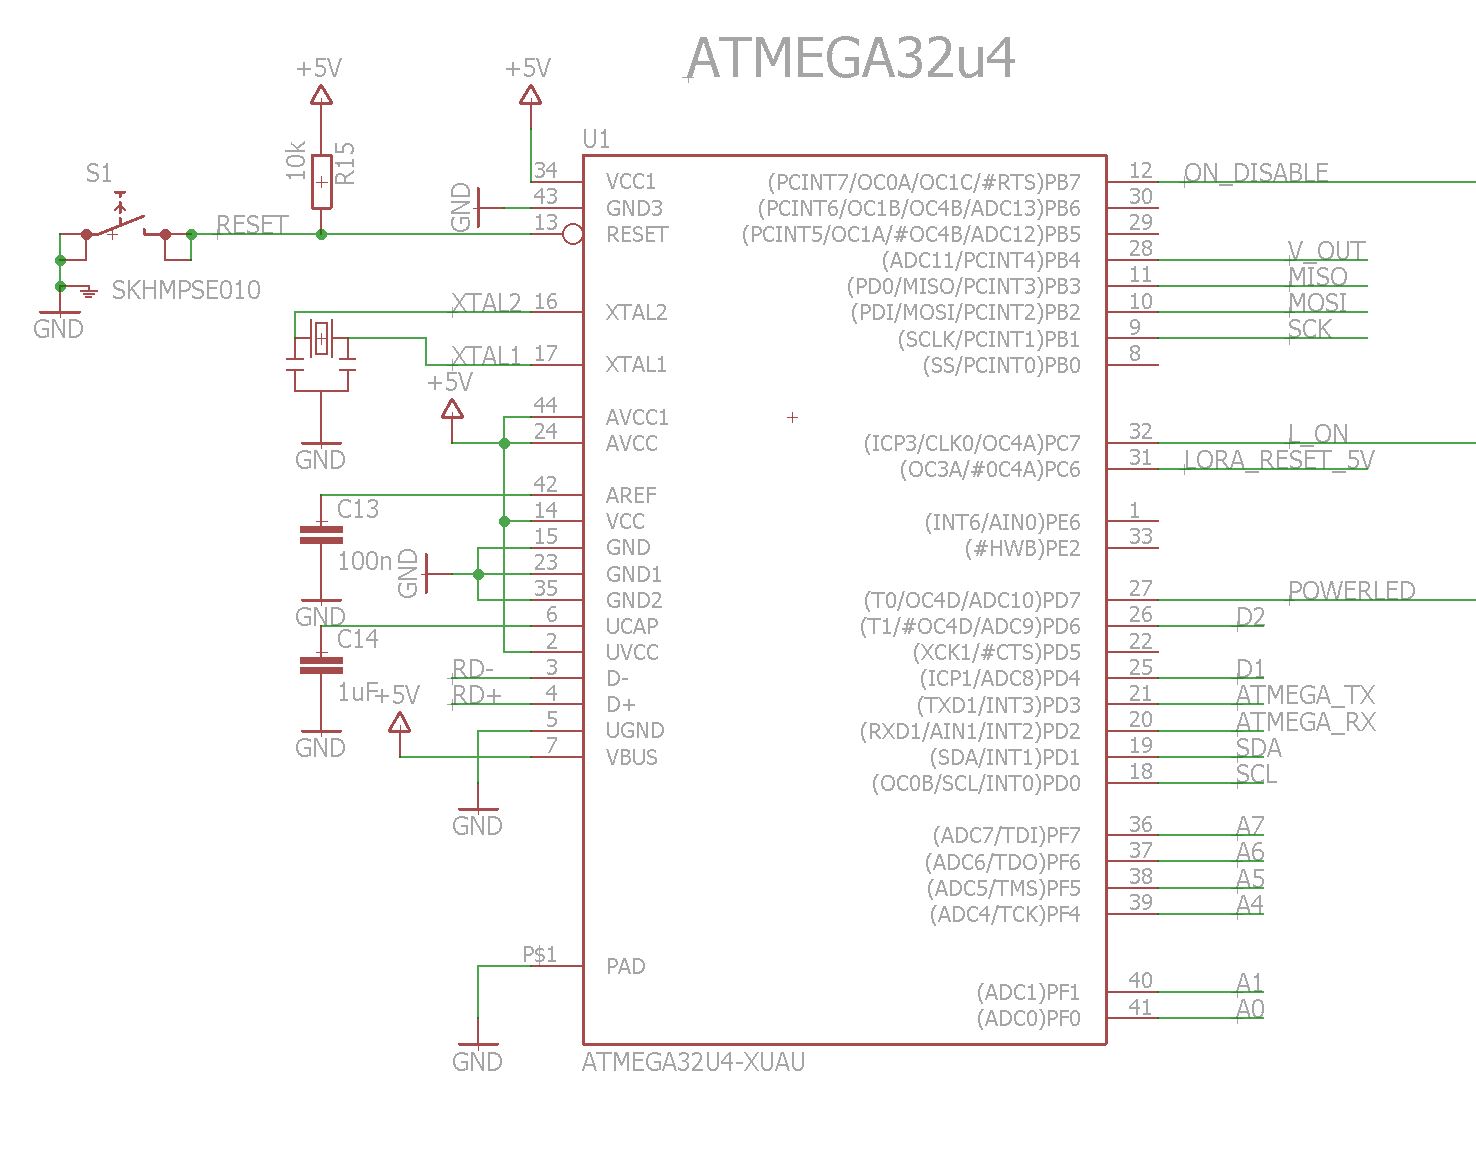 ATMEGA32u4
+5V
+5V
10k
R15
S1
RESET
SKHMPSE010
GND
GND
XTAL2
XTAL1
+5V
GND
C13
100n
GND
GND
C14
1uF
+5V
GND
RD-
RD+
GND
GND
U1
34 VCC1
43 GND3
13 RESET
16 XTAL2
17 XTAL1
44 AVCC1
24 AVCC
42 AREF
14 VCC
15 GND
23 GND1
35 GND2
6 UCAP
2 UVCC
3 D-
4 D+
5 UGND
7 VBUS
P$1 PAD
(PCINT7/OC0A/OC1C/#RTS)PB7 12 ON_DISABLE
(PCINT6/OC1B/OC4B/ADC13)PB6 30
(PCINT5/OC1A/#OC4B/ADC12)PB5 29
(ADC11/PCINT4)PB4 28 V_OUT
(PD0/MISO/PCINT3)PB3 11 MISO
(PDI/MOSI/PCINT2)PB2 10 MOSI
(SCLK/PCINT1)PB1 9 SCK
(SS/PCINT0)PB0 8
(ICP3/CLK0/OC4A)PC7 32 L_ON
(OC3A/#0C4A)PC6 31 LORA_RESET_5V
(INT6/AIN0)PE6 1
(#HWB)PE2 33
(T0/OC4D/ADC10)PD7 27 POWERLED
(T1/#OC4D/ADC9)PD6 26 D2
(XCK1/#CTS)PD5 22
(ICP1/ADC8)PD4 25 D1
(TXD1/INT3)PD3 21 ATMEGA_TX
(RXD1/AIN1/INT2)PD2 20 ATMEGA_RX
(SDA/INT1)PD1 19 SDA
(OC0B/SCL/INT0)PD0 18 SCL
(ADC7/TDI)PF7 36 A7
(ADC6/TDO)PF6 37 A6
(ADC5/TMS)PF5 38 A5
(ADC4/TCK)PF4 39 A4
(ADC1)PF1 40 A1
(ADC0)PF0 41 A0
ATMEGA32U4-XUAU